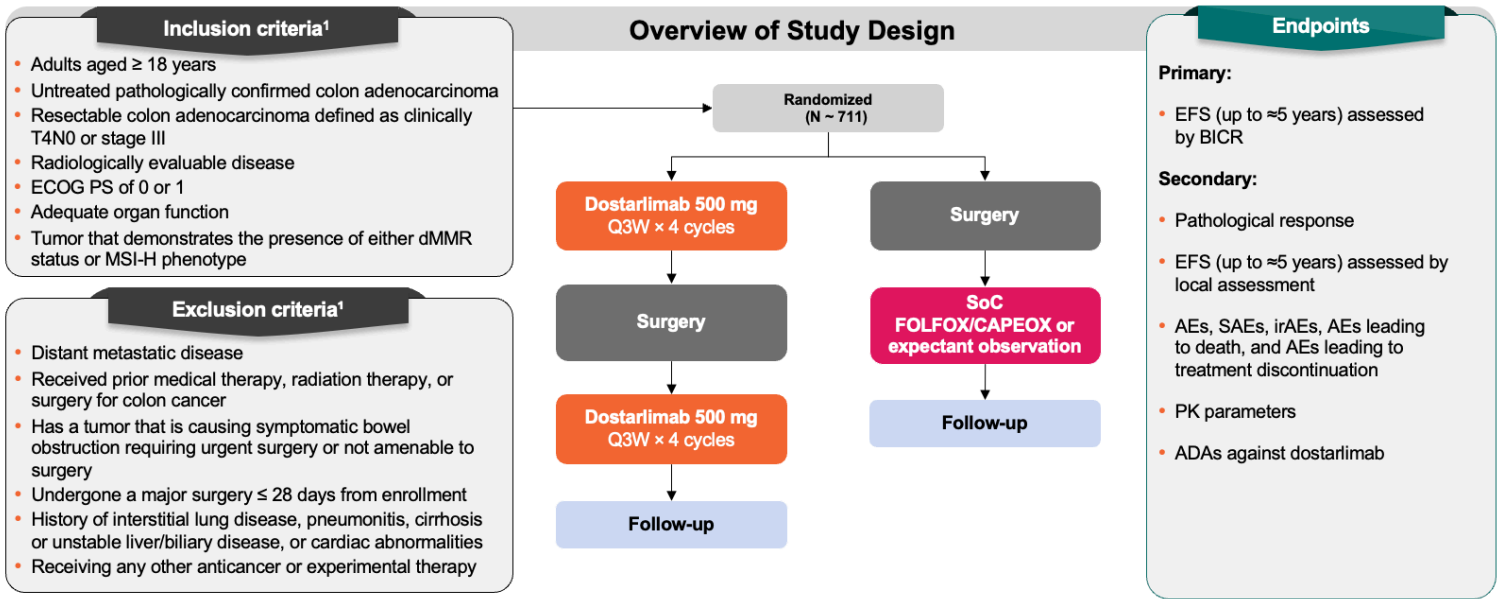 Overview of Study Design
Inclusion criteria¹
• Adults aged ≥ 18 years
• Untreated pathologically confirmed colon adenocarcinoma
• Resectable colon adenocarcinoma defined as clinically
T4N0 or stage III
• Radiologically evaluable disease
• ECOG PS of 0 or 1
• Adequate organ function
• Tumor that demonstrates the presence of either dMMR
status or MSI-H phenotype
Exclusion criteria¹
• Distant metastatic disease
• Received prior medical therapy, radiation therapy, or
surgery for colon cancer
• Has a tumor that is causing symptomatic bowel
obstruction requiring urgent surgery or not amenable to
surgery
• Undergone a major surgery ≤ 28 days from enrollment
• History of interstitial lung disease, pneumonitis, cirrhosis
or unstable liver/biliary disease, or cardiac abnormalities
• Receiving any other anticancer or experimental therapy
Randomized
(N ~ 711)
Dostarlimab 500 mg
Q3W × 4 cycles
Surgery
Dostarlimab 500 mg
Q3W × 4 cycles
Follow-up
Surgery
SoC
FOLFOX/CAPEOX or
expectant observation
Follow-up
Endpoints
Primary:
• EFS (up to ≈5 years) assessed
by BICR
Secondary:
• Pathological response
• EFS (up to ≈5 years) assessed by
local assessment
• AEs, SAEs, irAEs, AEs leading
to death, and AEs leading to
treatment discontinuation
• PK parameters
• ADAs against dostarlimab